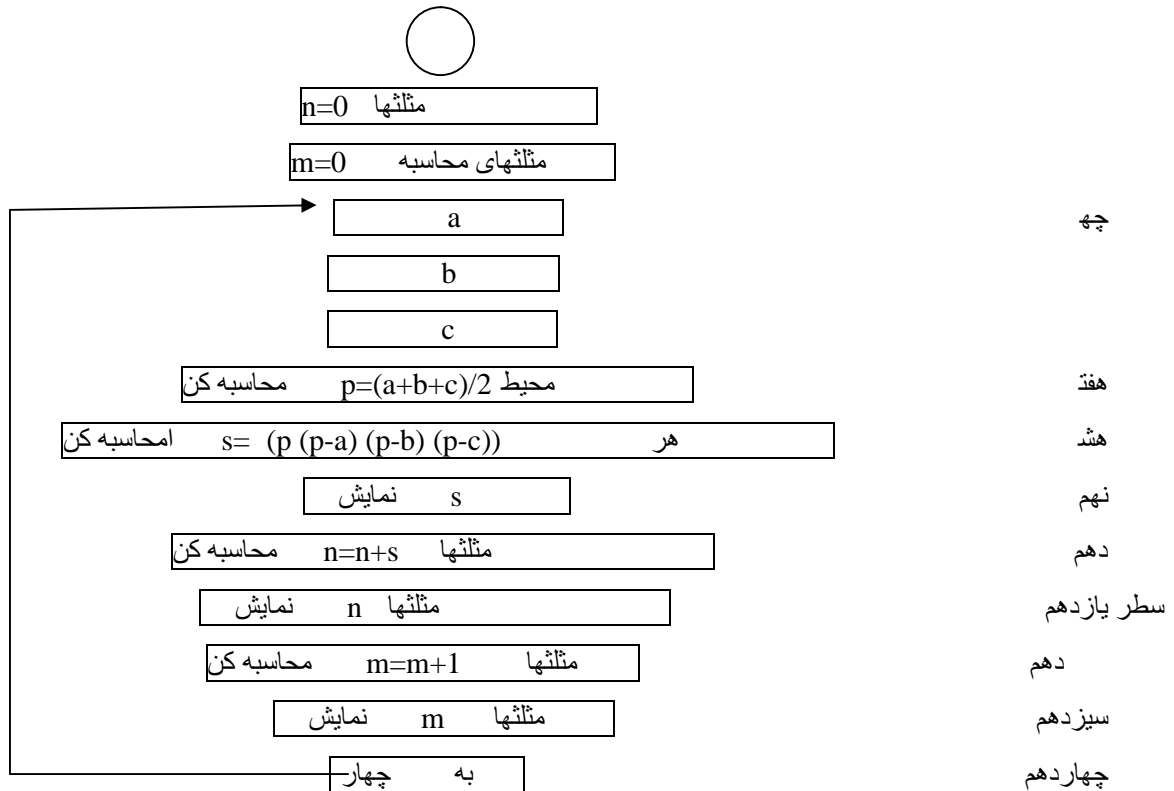 مثلثها n=0
مثلثهای محاسبه m=0
چه a
b
c
هفت محیط p=(a+b+c)/2 محاسبه کن
هش هر s= (p (p-a) (p-b) (p-c)) امحاسبه کن
نهم s نمایش
دهم مثلثها n=n+s محاسبه کن
سطر یازدهم مثلثها n نمایش
دهم مثلثها m=m+1 محاسبه کن
سیزدهم مثلثها m نمایش
چهاردهم به چهار